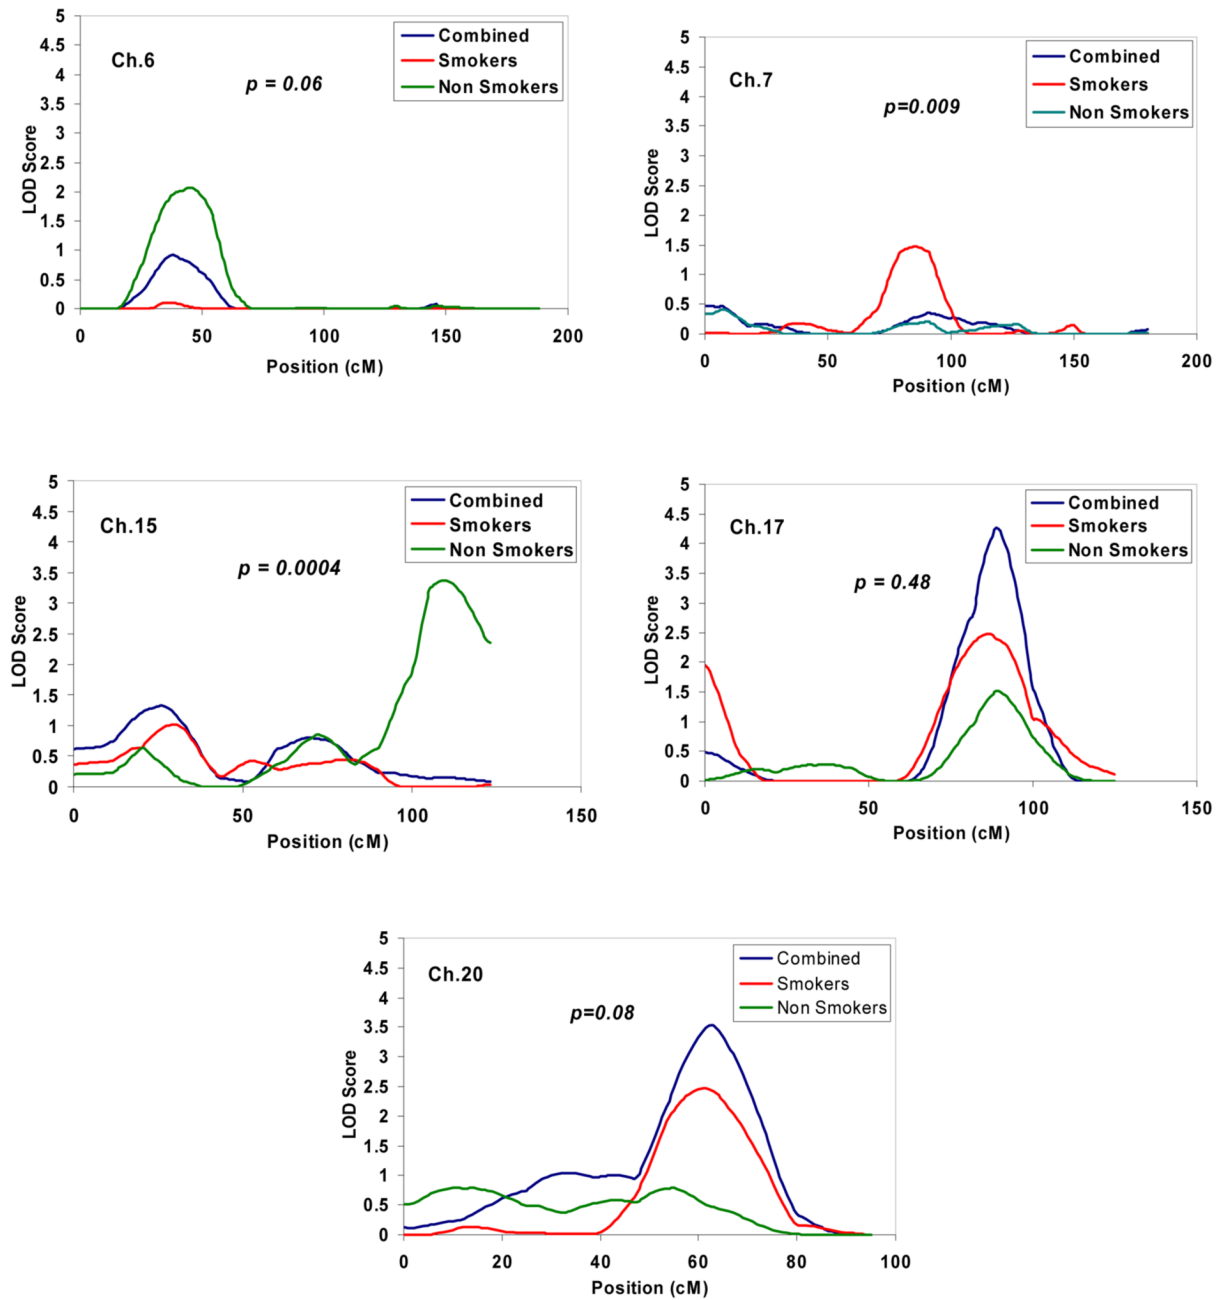 Ch.6
p = 0.06
Combined
Smokers
Non Smokers
5
4.5
4
3.5
3
2.5
2
1.5
1
0.5
0
LOD Score
0 50 100 150 200
Position (cM)
Ch.7
p=0.009
Combined
Smokers
Non Smokers
5
4.5
4
3.5
3
2.5
2
1.5
1
0.5
0
LOD Score
0 50 100 150 200
Position (cM)
Ch.15
p = 0.0004
Combined
Smokers
Non Smokers
5
4.5
4
3.5
3
2.5
2
1.5
1
0.5
0
LOD Score
0 50 100 150
Position (cM)
Ch.17
p = 0.48
Combined
Smokers
Non Smokers
5
4.5
4
3.5
3
2.5
2
1.5
1
0.5
0
LOD Score
0 50 100 150
Position (cM)
Ch.20
p=0.08
Combined
Smokers
Non Smokers
5
4.5
4
3.5
3
2.5
2
1.5
1
0.5
0
LOD Score
0 20 40 60 80 100
Position (cM)